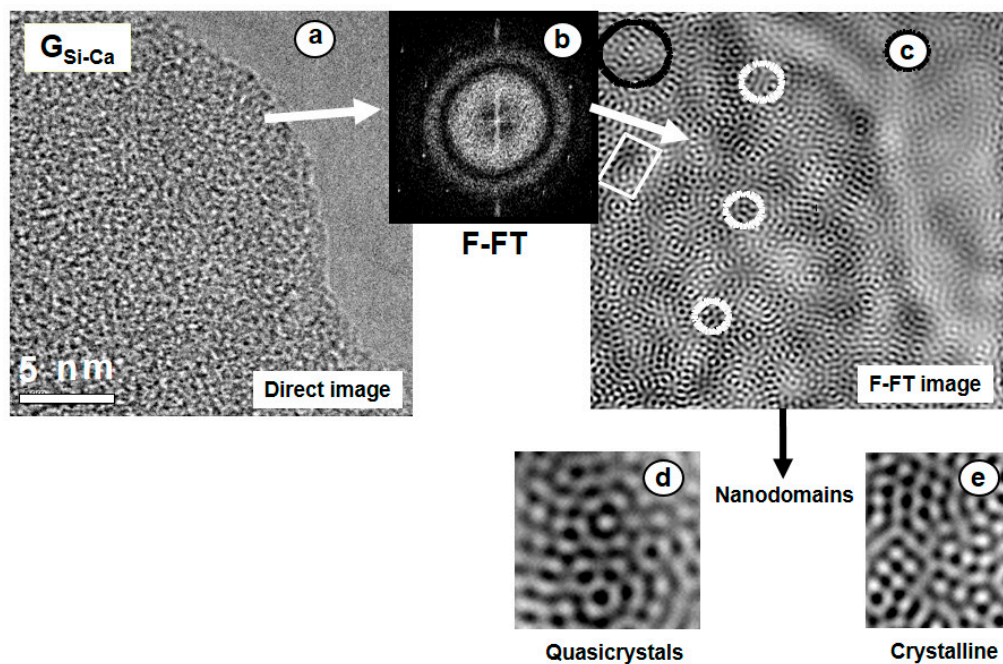 G Si-Ca
a
b
c
F-FT
5 nm
Direct image
F-FT image
d
Nanodomains
e
Quasicrystals
Crystalline